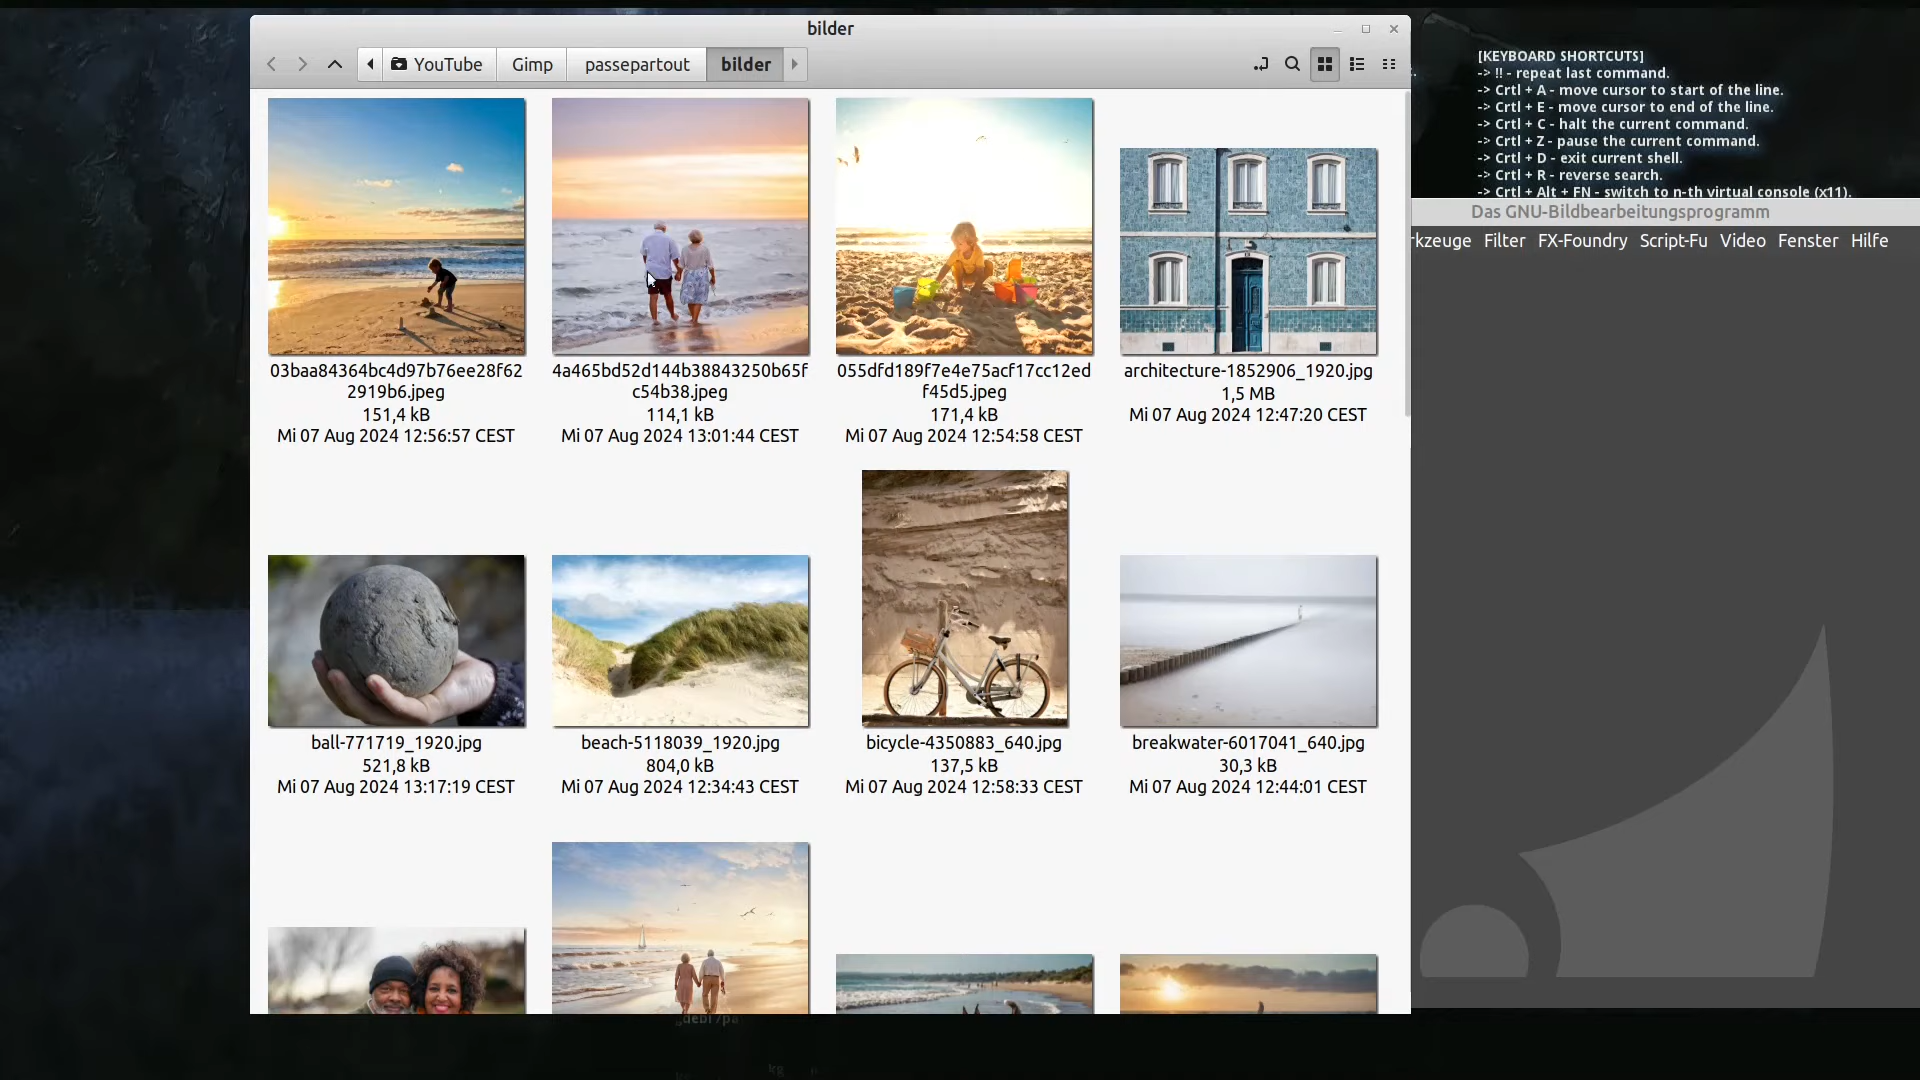 bilder
YouTube
Gimp
passepartout
bilder
03baa84364bc4d97b76ee28f62
2919b6.jpeg
151,4 kB
Mi 07 Aug 2024 12:56:57 CEST
4a465bd52d144b38843250b65f
c54b38.jpeg
114,1 kB
Mi 07 Aug 2024 13:01:44 CEST
055dfd189f7e4e75acf17cc12ed
f45d5.jpeg
171,4 kB
Mi 07 Aug 2024 12:54:58 CEST
architecture-1852906_1920.jpg
1,5 MB
Mi 07 Aug 2024 12:47:20 CEST
ball-771719_1920.jpg
521,8 kB
Mi 07 Aug 2024 13:17:19 CEST
beach-5118039_1920.jpg
804,0 kB
Mi 07 Aug 2024 12:34:43 CEST
bicycle-4350883_640.jpg
137,5 kB
Mi 07 Aug 2024 12:58:33 CEST
breakwater-6017041_640.jpg
30,3 kB
Mi 07 Aug 2024 12:44:01 CEST
[KEYBOARD SHORTCUTS]
-> !! - repeat last command.
-> Crtl + A - move cursor to start of the line.
-> Crtl + E - move cursor to end of the line.
-> Crtl + C - halt the current command.
-> Crtl + Z - pause the current command.
-> Crtl + D - exit current shell.
-> Crtl + R - reverse search.
-> Crtl + Alt + FN - switch to n-th virtual console (x11).
Das GNU-Bildbearbeitungsprogramm
rkzeuge Filter FX-Foundry Script-Fu Video Fenster Hilfe